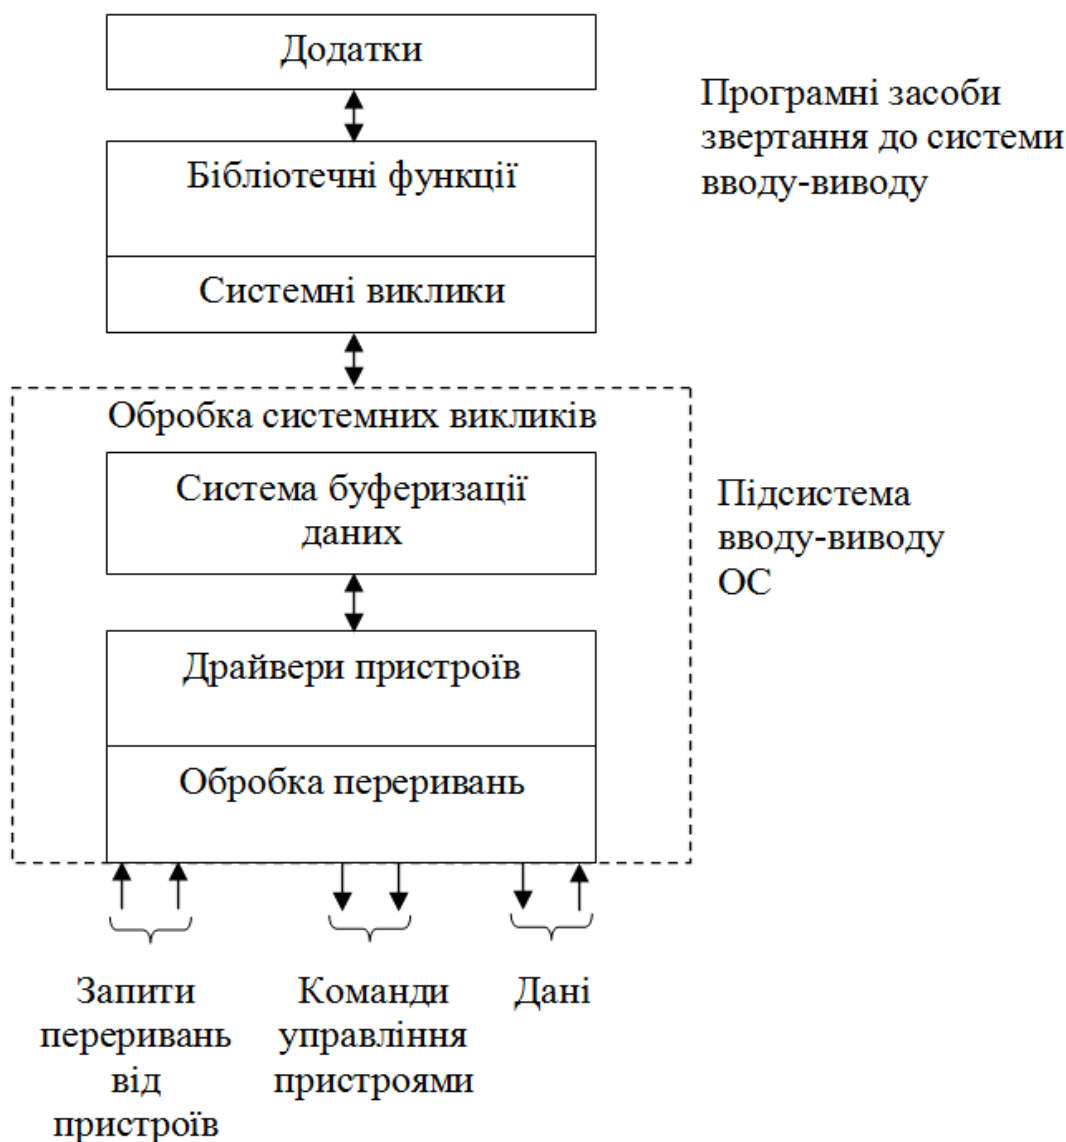 Додатки
Програмні засоби
звертання до системи
вводу-виводу
Бібліотечні функції
Системні виклики
Обробка системних викликів
Система буферизації
даних
Підсистема
вводу-виводу
ОС
Драйвери пристроїв
Обробка переривань
Запити
переривань
від
пристроїв
Команди
управління
пристроями
Дані